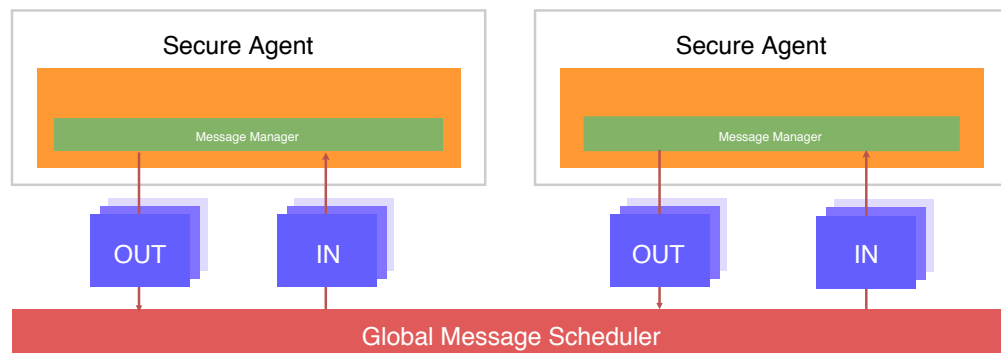 Secure Agent
Secure Agent
Message Manager
Message Manager
OUT
IN
OUT
IN
Global Message Scheduler